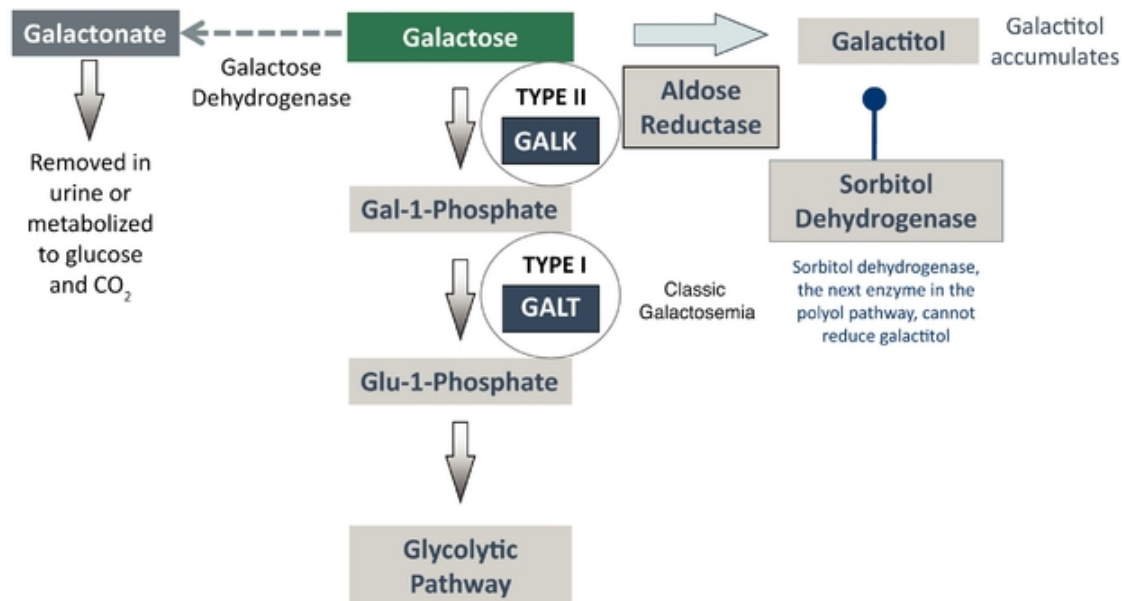 Galactonate
Galactose
Dehydrogenase
Removed in
urine or
metabolized
to glucose
and CO₂
Galactose
TYPE II
GALK
Gal-1-Phosphate
TYPE I
GALT
Classic
Galactosemia
Glu-1-Phosphate
Glycolytic
Pathway
Aldose
Reductase
Galactitol
Galactitol
accumulates
Sorbitol
Dehydrogenase
Sorbitol dehydrogenase,
the next enzyme in the
polyol pathway, cannot
reduce galactitol